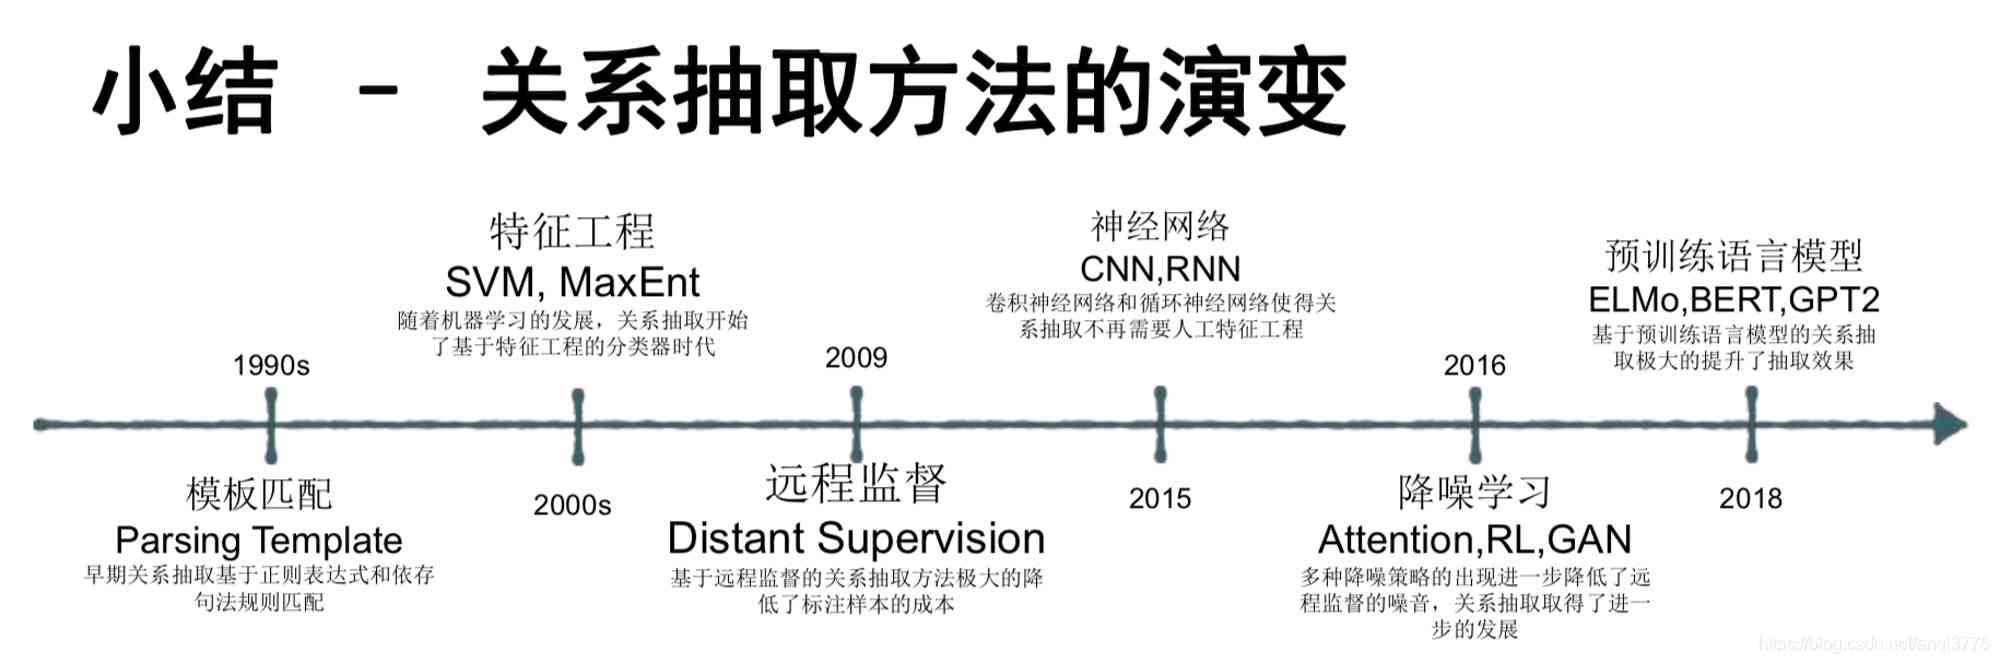 小结 - 关系抽取方法的演变
1990s
模板匹配
Parsing Template
早期关系抽取基于正则表达式和依存
句法规则匹配
特征工程
SVM, MaxEnt
随着机器学习的发展，关系抽取开始
了基于特征工程的分类器时代
2000s
2009
远程监督
Distant Supervision
基于远程监督的关系抽取方法极大的降
低了标注样本的成本
神经网络
CNN,RNN
卷积神经网络和循环神经网络使得关
系抽取不再需要人工特征工程
2015
2016
降噪学习
Attention,RL,GAN
多种降噪策略的出现进一步降低了远
程监督的噪音，关系抽取取得了进一
步的发展
预训练语言模型
ELMo,BERT,GPT2
基于预训练语言模型的关系抽
取极大的提升了抽取效果
2018